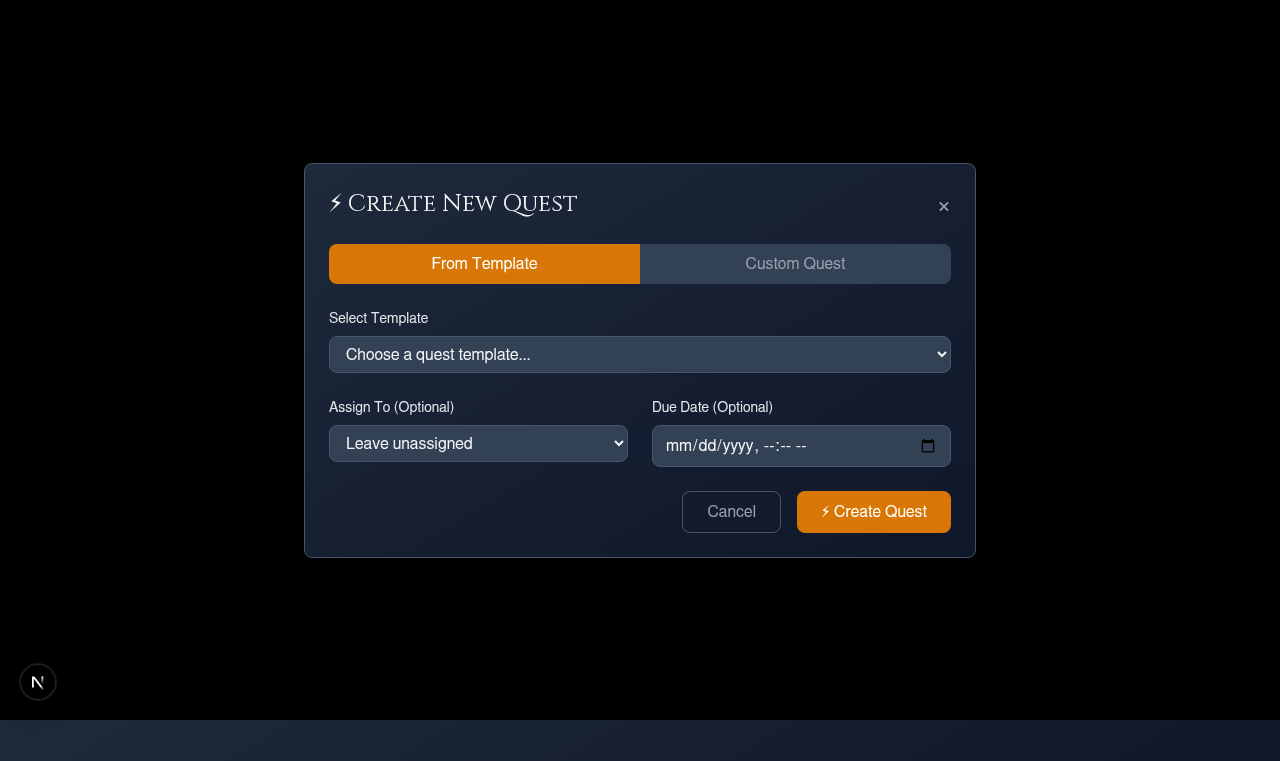 ⚡ Create New Quest
×
From Template
Custom Quest
Select Template
Choose a quest template...
Assign To (Optional)
Due Date (Optional)
Leave unassigned
mm/dd/yyyy, --:-- --
Cancel
⚡ Create Quest
N